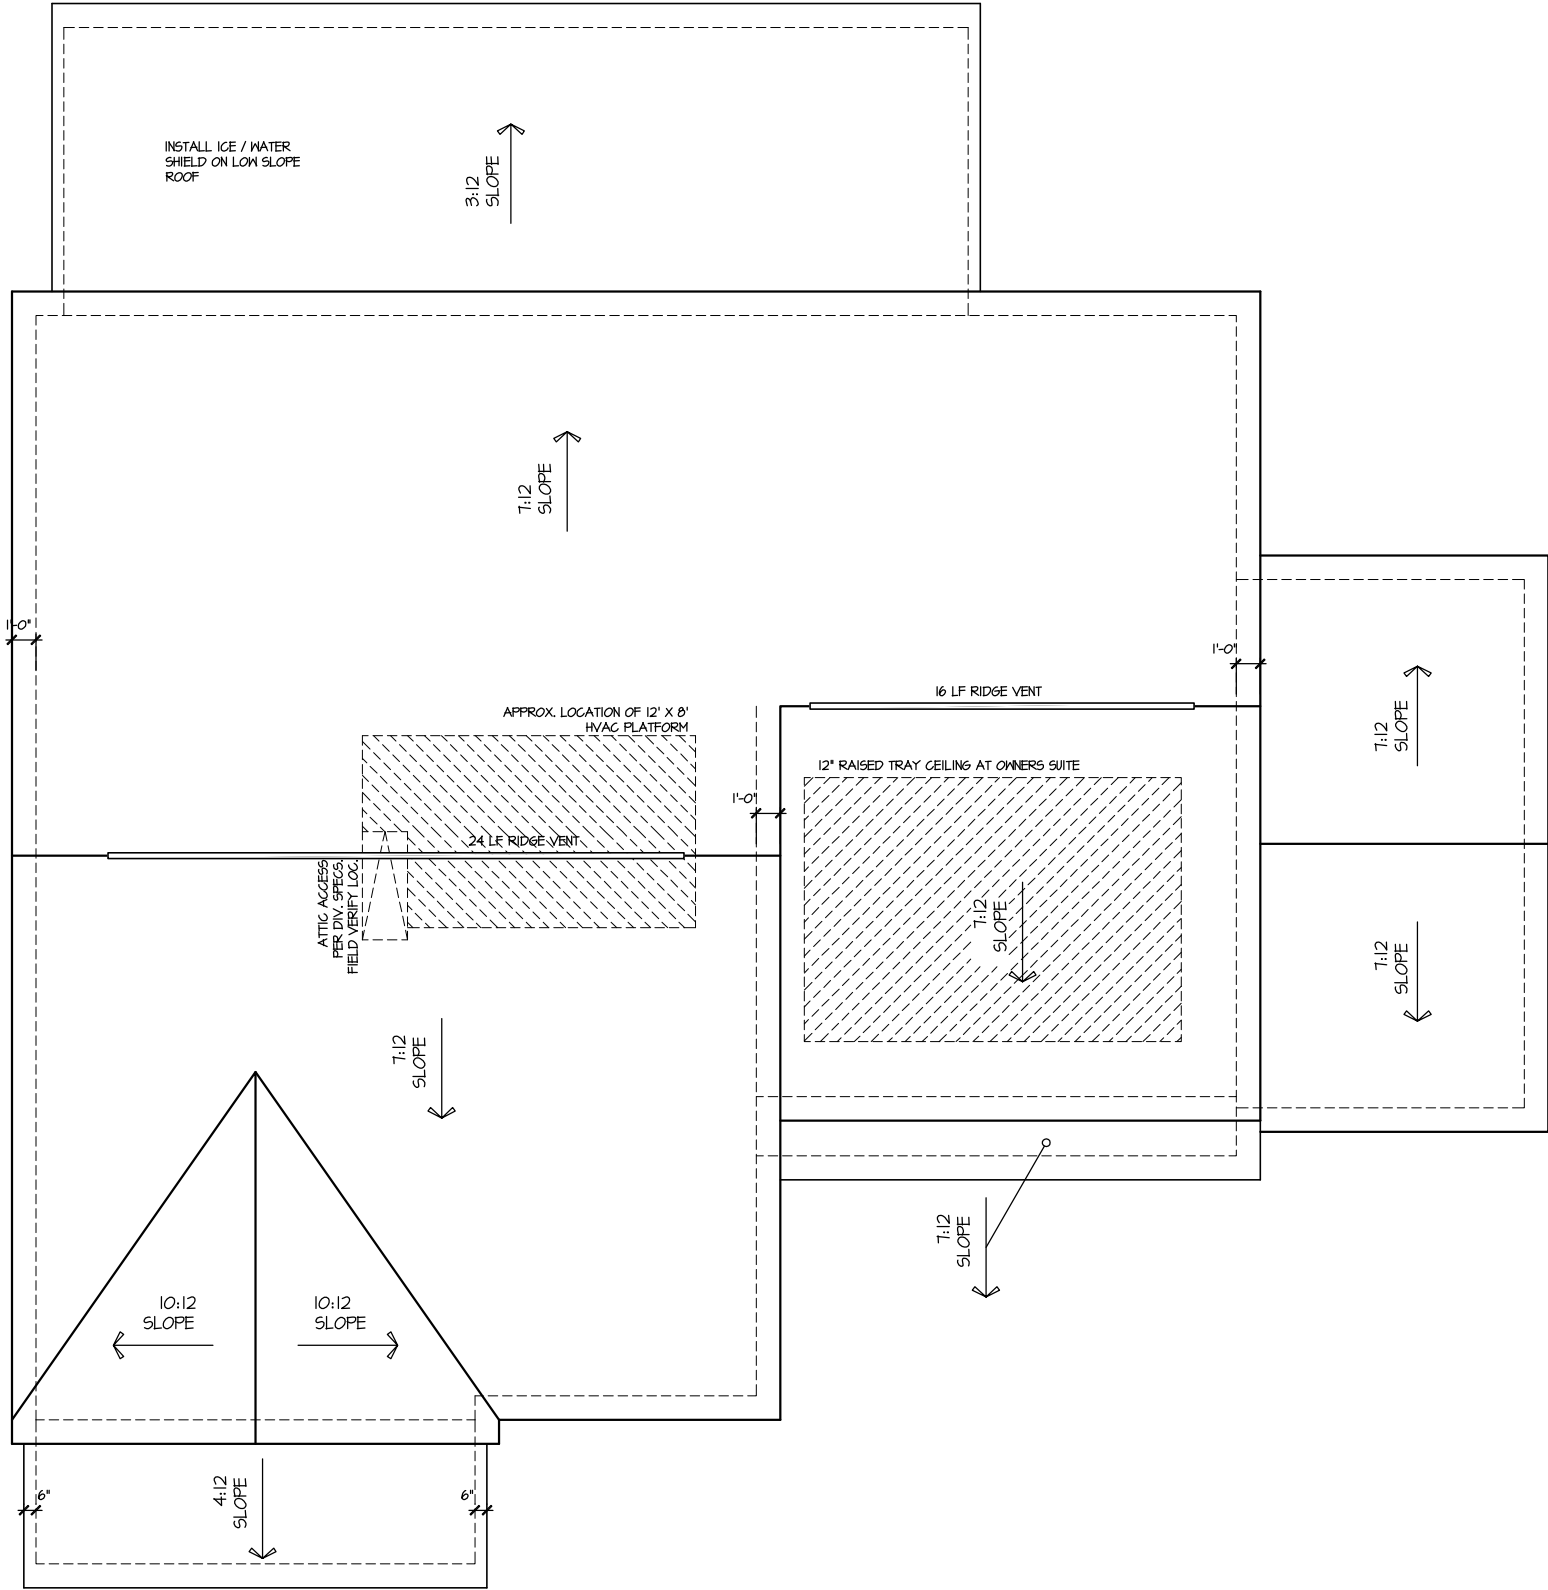 INSTALL ICE / WATER
SHIELD ON LOW SLOPE
ROOF
3:12
SLOPE
7:12
SLOPE
1'-0"
1'-0"
16 LF RIDGE VENT
APPROX. LOCATION OF 12' X 8'
HVAC PLATFORM
7:12
SLOPE
12" RAISED TRAY CEILING AT OWNERS SUITE
1'-0"
24 LF RIDGE VENT
ATTIC ACCESS
PER DIV. SPECS.
FIELD VERIFY LOC.
7:12
SLOPE
7:12
SLOPE
7:12
SLOPE
7:12
SLOPE
10:12
SLOPE
10:12
SLOPE
4:12
SLOPE
6"
6"